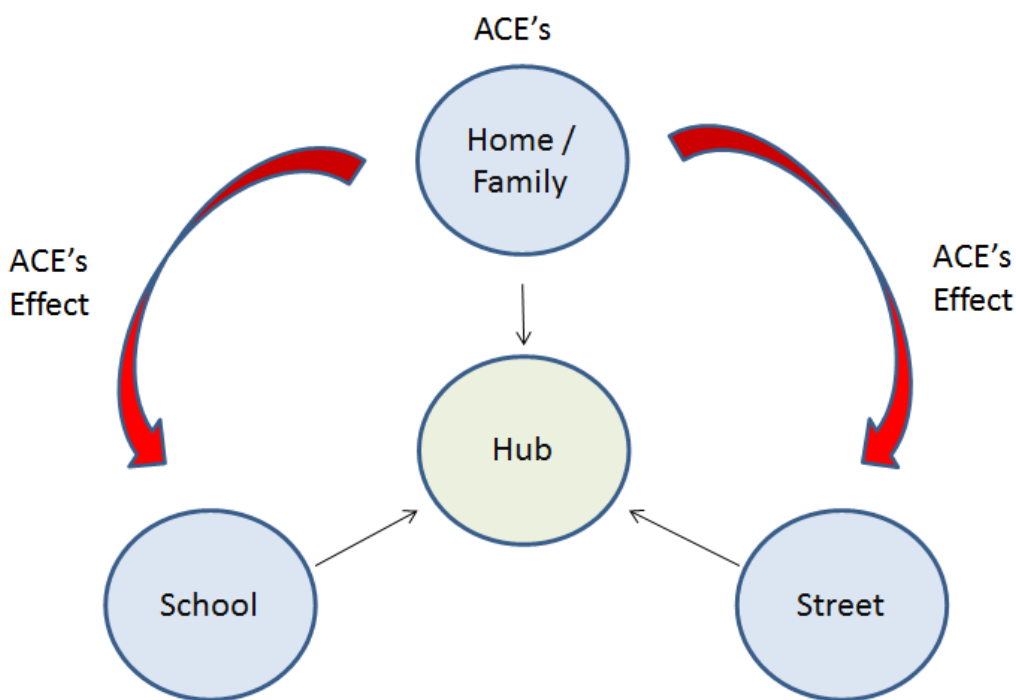 ACE's
Home /
Family
ACE's
Effect
ACE's
Effect
Hub
School
Street